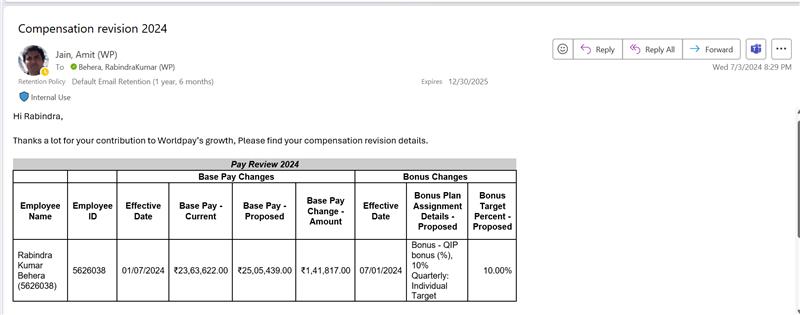 Compensation revision 2024
Jain, Amit (WP)
To Behera, RabindraKumar (WP)
Reply
Reply All
Forward
Wed 7/3/2024 8:29 PM
Retention Policy Default Email Retention (1 year, 6 months)
Expires 12/30/2025
Internal Use
Hi Rabindra,
Thanks a lot for your contribution to Worldpay's growth, Please find your compensation revision details.
Pay Review 2024
Base Pay Changes
Bonus Changes
Employee Name
Employee ID
Effective Date
Base Pay - Current
Base Pay - Proposed
Base Pay Change - Amount
Effective Date
Bonus Plan Assignment Details - Proposed
Bonus Target Percent - Proposed
Rabindra Kumar Behera (5626038)
5626038
01/07/2024
₹23,63,622.00
₹25,05,439.00
₹1,41,817.00
07/01/2024
Bonus - QIP bonus (%), 10% Quarterly: Individual Target
10.00%